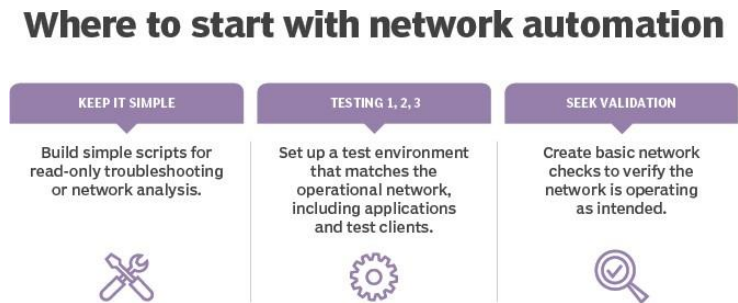 Where to start with network automation
KEEP IT SIMPLE
Build simple scripts for
read-only troubleshooting
or network analysis.
TESTING 1, 2, 3
Set up a test environment
that matches the
operational network,
including applications
and test clients.
SEEK VALIDATION
Create basic network
checks to verify the
network is operating
as intended.